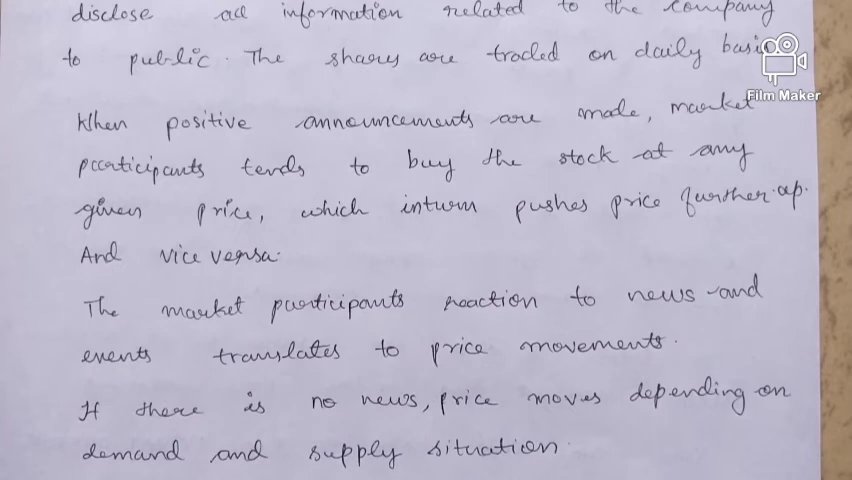 disclose all information related to the company
to public. The shares are traded on daily basis
Film Maker
When positive announcements are made, market
participants tends to buy the stock at any
given price, which inturn pushes price further up.
And vice versa.
The market participants reaction to news and
events translates to price movements.
If there is no news, price moves depending on
demand and supply situation.